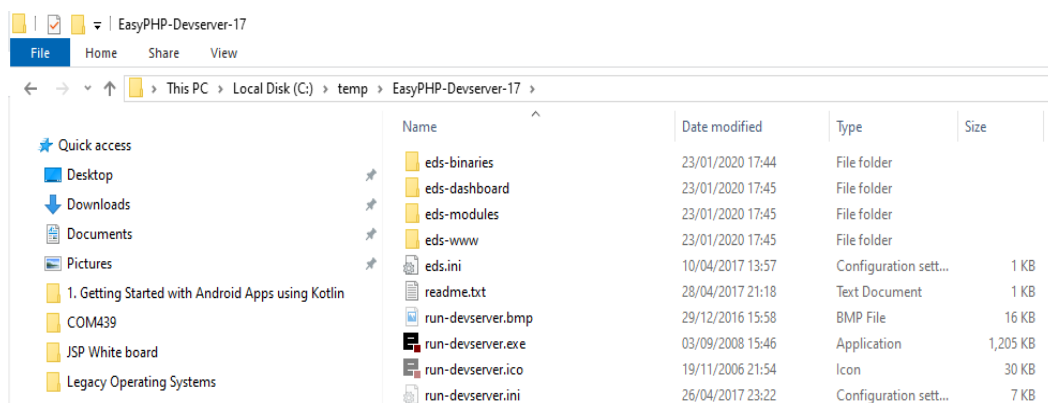 EasyPHP-Devserver-17
File Home Share View
This PC > Local Disk (C:) > temp > EasyPHP-Devserver-17 >
Name Date modified Type Size
Quick access
Desktop
Downloads
Documents
Pictures
1. Getting Started with Android Apps using Kotlin
COM439
JSP White board
Legacy Operating Systems
eds-binaries 23/01/2020 17:44 File folder
eds-dashboard 23/01/2020 17:45 File folder
eds-modules 23/01/2020 17:45 File folder
eds-www 23/01/2020 17:45 File folder
eds.ini 10/04/2017 13:57 Configuration sett... 1 KB
readme.txt 28/04/2017 21:18 Text Document 1 KB
run-devserver.bmp 29/12/2016 15:58 BMP File 16 KB
run-devserver.exe 03/09/2008 15:46 Application 1,205 KB
run-devserver.ico 19/11/2006 21:54 Icon 30 KB
run-devserver.ini 26/04/2017 23:22 Configuration sett... 7 KB